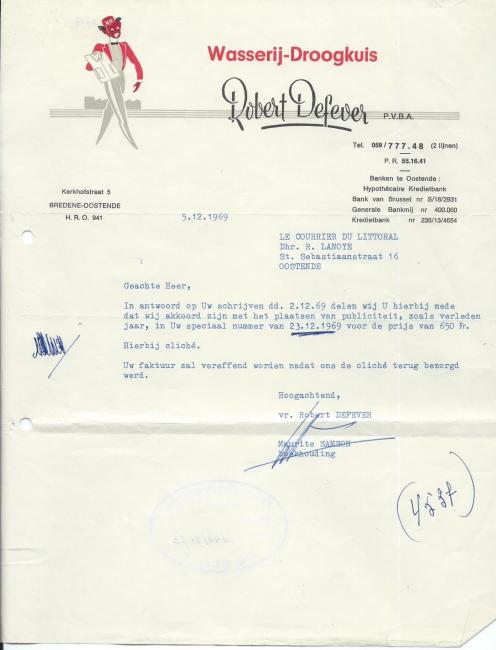 Wasserij-Droogkuis
Robert Defever P.V.B.A.
Tel. 059/777.48 (2 lijnen)
P.R. 55.16.41
Banken te Oostende :
Hypothécaire Kredietbank
Bank van Brussel nr S/18/2931
Generale Bankmij nr 400.060
Kredietbank nr 236/13/4654
Kerkhofstraat 5
BREDENE-OOSTENDE
H.R.O. 941
5.12.1969
LE COURRIER DU LITTORAL
Dhr. R. LANOYE
St. Sebastiaanstraat 16
OOSTENDE
Geachte Heer,
In antwoord op Uw schrijven dd. 2.12.69 delen wij U hierbij mede
dat wij akkoord zijn met het plaatsen van publiciteit, zoals verleden
jaar, in Uw speciaal nummer van 23.12.1969 voor de prijs van 650 Fr.
Hierbij cliché.
Uw faktuur zal vereffend worden nadat ons de cliché terug bezorgd
werd.
Hoogachtend,
vr. Robert DEFEVER
Maurits SAMSON
Boekhouding